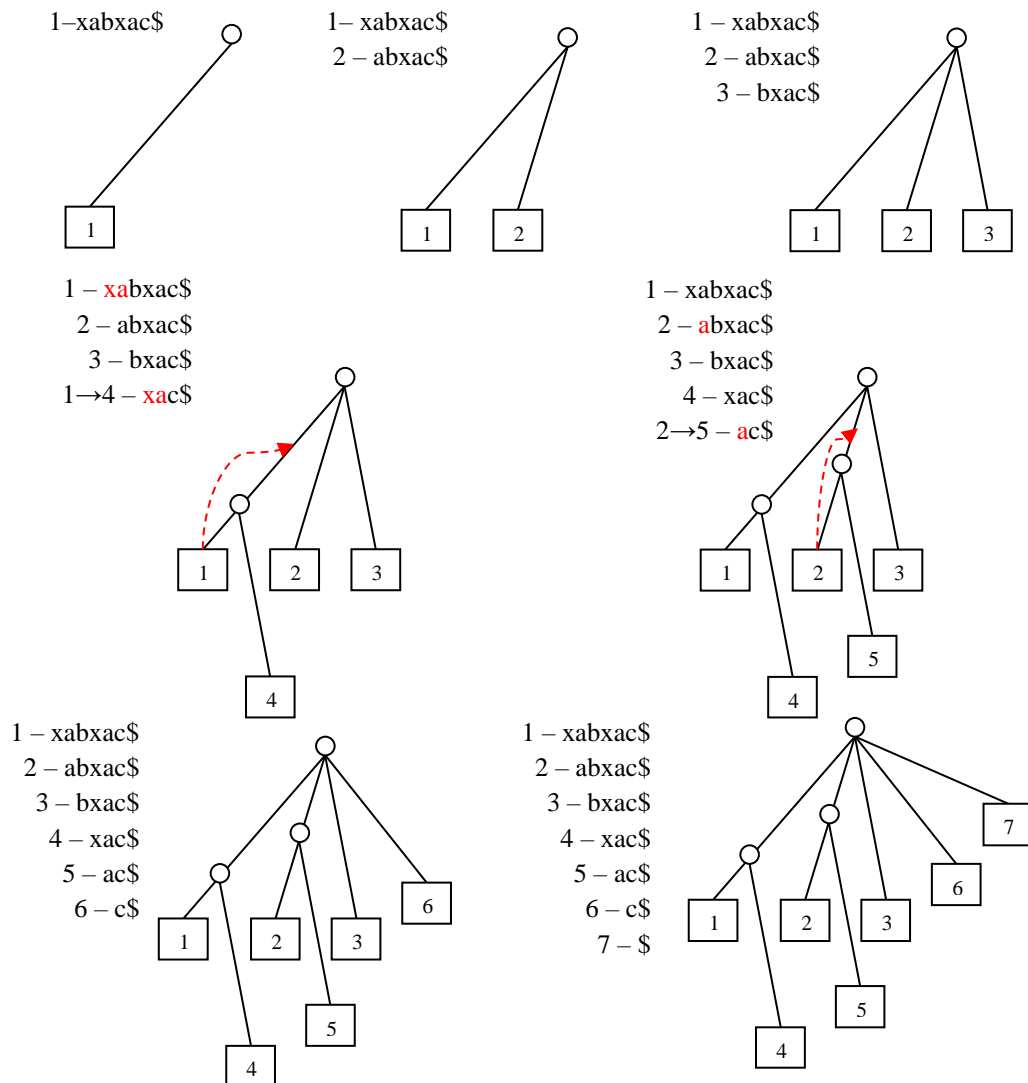 1–xabxac$
1
1– xabxac$
2 – abxac$
1
2
1 – xabxac$
2 – abxac$
3 – bxac$
1
2
3
1 – xabxac$
2 – abxac$
3 – bxac$
1→4 – xac$
1
2
3
4
1 – xabxac$
2 – abxac$
3 – bxac$
4 – xac$
2→5 – ac$
1
2
3
5
4
1 – xabxac$
2 – abxac$
3 – bxac$
4 – xac$
5 – ac$
6 – c$
6
1
2
3
5
4
1 – xabxac$
2 – abxac$
3 – bxac$
4 – xac$
5 – ac$
6 – c$
7 – $
7
6
1
2
3
5
4